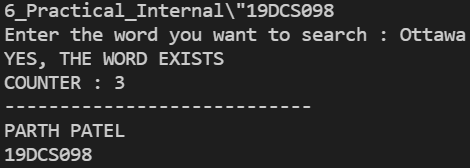 6_Practical_Internal\"19DCS098
Enter the word you want to search : Ottawa
YES, THE WORD EXISTS
COUNTER : 3
----------------------------
PARTH PATEL
19DCS098